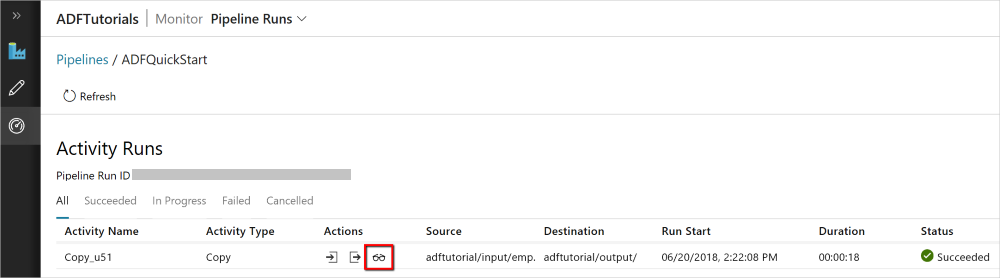 ADFTutorials | Monitor Pipeline Runs
Pipelines / ADFQuickStart
Refresh
Activity Runs
Pipeline Run ID
All Succeeded In Progress Failed Cancelled
Activity Name Activity Type Actions Source Destination Run Start Duration Status
Copy_u51 Copy adftutorial/input/emp. adftutorial/output/ 06/20/2018, 2:22:08 PM 00:00:18 Succeeded